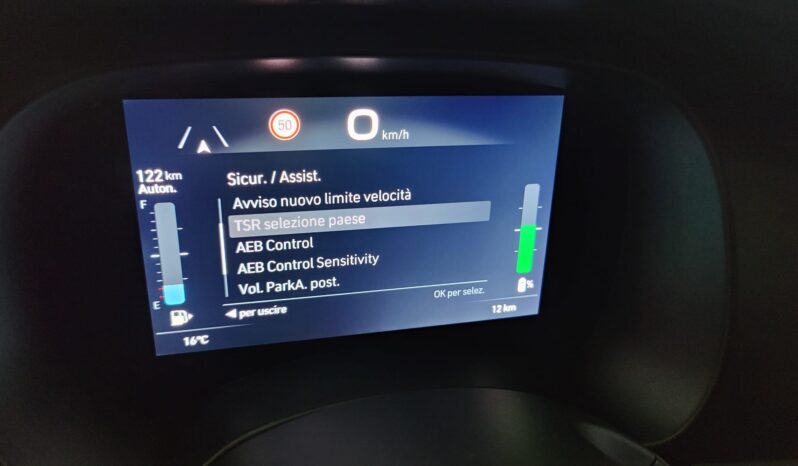 50
0 km/h
122 km
Auton.
Sicur. / Assist.
F
Avviso nuovo limite velocità
TSR selezione paese
AEB Control
AEB Control Sensitivity
Vol. ParkA. post.
E
%
OK per selez.
◀ per uscire
12 km
16°C